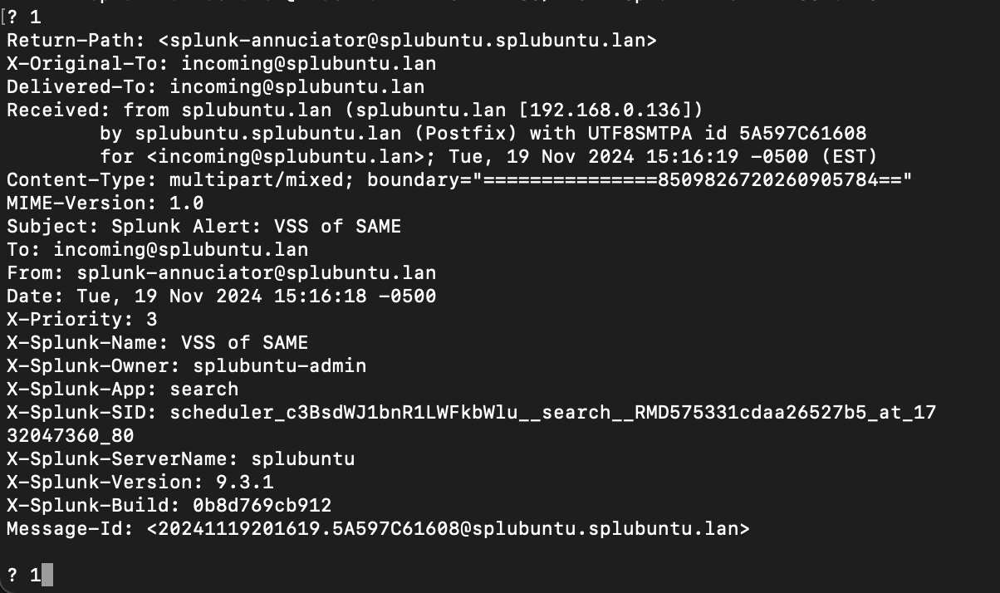 [? 1
Return-Path: <splunk-annuciator@splubuntu.splubuntu.lan>
X-Original-To: incoming@splubuntu.lan
Delivered-To: incoming@splubuntu.lan
Received: from splubuntu.lan (splubuntu.lan [192.168.0.136])
        by splubuntu.splubuntu.lan (Postfix) with UTF8SMTPA id 5A597C61608
        for <incoming@splubuntu.lan>; Tue, 19 Nov 2024 15:16:19 -0500 (EST)
Content-Type: multipart/mixed; boundary="===============8509826720260905784=="
MIME-Version: 1.0
Subject: Splunk Alert: VSS of SAME
To: incoming@splubuntu.lan
From: splunk-annuciator@splubuntu.lan
Date: Tue, 19 Nov 2024 15:16:18 -0500
X-Priority: 3
X-Splunk-Name: VSS of SAME
X-Splunk-Owner: splubuntu-admin
X-Splunk-App: search
X-Splunk-SID: scheduler_c3BsdWJ1bnR1LWFkbWlu__search__RMD575331cdaa26527b5_at_17
32047360_80
X-Splunk-ServerName: splubuntu
X-Splunk-Version: 9.3.1
X-Splunk-Build: 0b8d769cb912
Message-Id: <20241119201619.5A597C61608@splubuntu.splubuntu.lan>
? 1